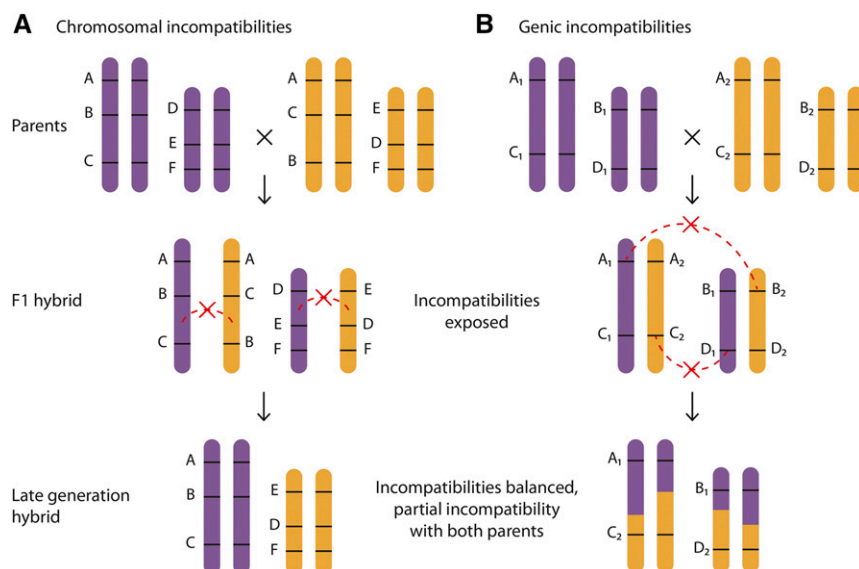 A Chromosomal incompatibilities
B Genic incompatibilities
Parents
A
B
C
D
E
F
A
C
B
E
D
F
A₁
C₁
B₁
D₁
A₂
C₂
B₂
D₂
F1 hybrid
A
B
C
A
C
B
D
E
F
E
D
F
Incompatibilities
exposed
A₁
C₁
A₂
C₂
B₁
D₁
B₂
D₂
Late generation
hybrid
A
B
C
E
D
F
Incompatibilities balanced,
partial incompatibility
with both parents
A₁
C₂
B₁
D₂